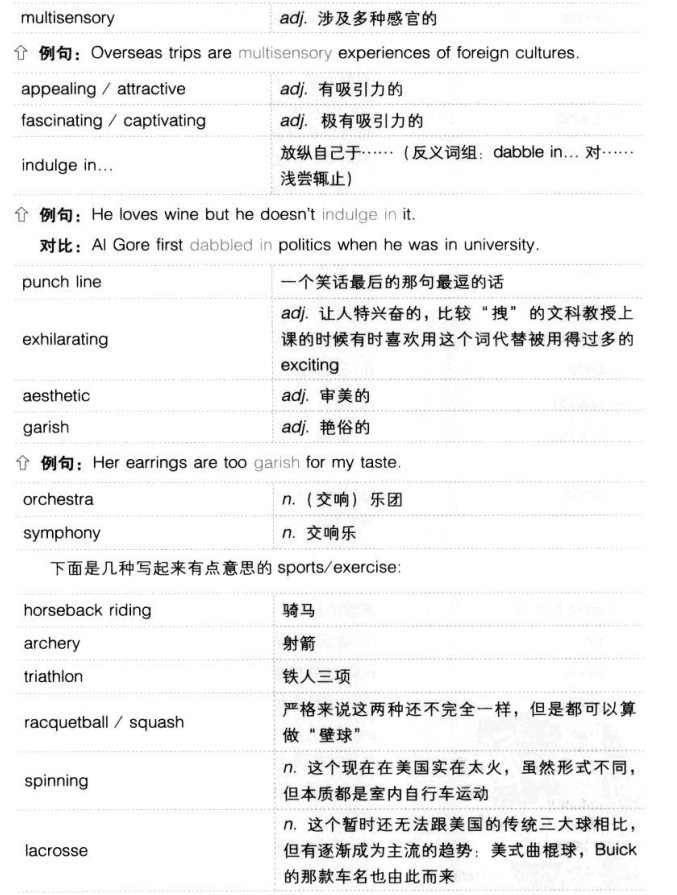 multisensory adj. 涉及多种感官的
⇧ 例句：Overseas trips are multisensory experiences of foreign cultures.
appealing / attractive adj. 有吸引力的
fascinating / captivating adj. 极有吸引力的
indulge in… 放纵自己于……（反义词组：dabble in… 对……
浅尝辄止）
⇧ 例句：He loves wine but he doesn't indulge in it.
对比：Al Gore first dabbled in politics when he was in university.
punch line 一个笑话最后的那句最逗的话
exhilarating adj. 让人特兴奋的，比较“拽”的文科教授上
课的时候有时喜欢用这个词代替被用得过多的
exciting
aesthetic adj. 审美的
garish adj. 艳俗的
⇧ 例句：Her earrings are too garish for my taste.
orchestra n.（交响）乐团
symphony n. 交响乐
下面是几种写起来有点意思的 sports/exercise:
horseback riding 骑马
archery 射箭
triathlon 铁人三项
racquetball / squash 严格来说这两种还不完全一样，但是都可以算
做“壁球”
spinning n. 这个现在在美国实在太火，虽然形式不同，
但本质都是室内自行车运动
lacrosse n. 这个暂时还无法跟美国的传统三大球相比，
但有逐渐成为主流的趋势：美式曲棍球，Buick
的那款车名也由此而来